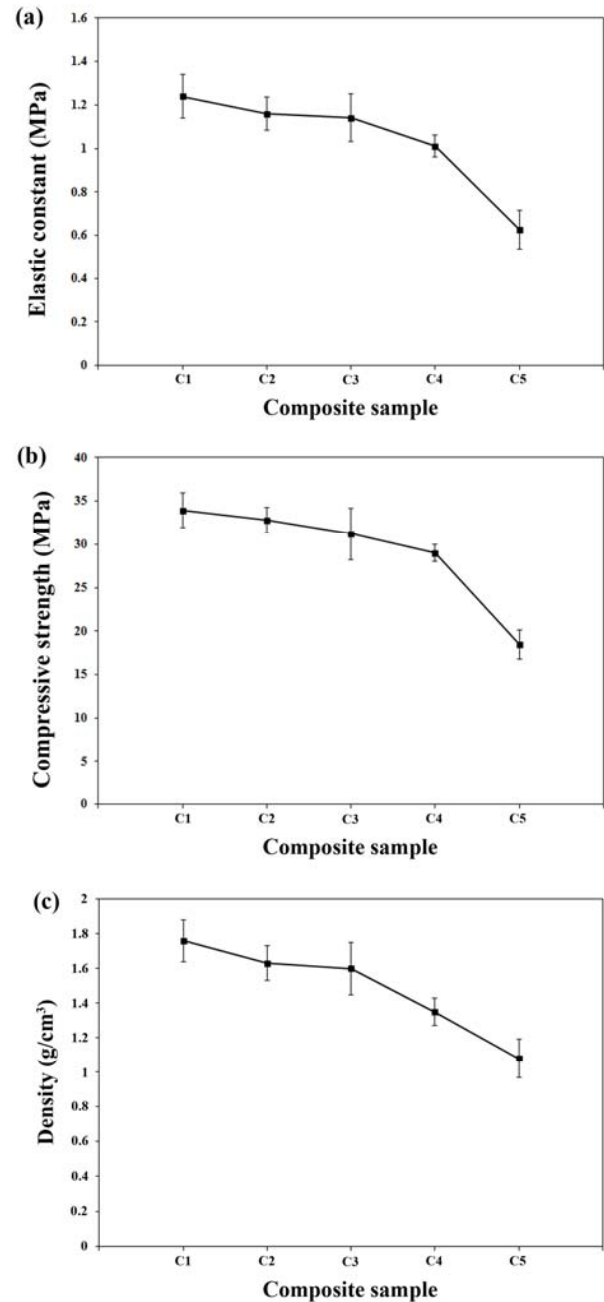 (a)
Elastic constant (MPa)
1.6
1.4
1.2
1
0.8
0.6
0.4
0.2
0
C1 C2 C3 C4 C5
Composite sample
(b)
Compressive strength (MPa)
40
35
30
25
20
15
10
5
0
C1 C2 C3 C4 C5
Composite sample
(c)
Density (g/cm³)
2
1.8
1.6
1.4
1.2
1
0.8
0.6
0.4
0.2
0
C1 C2 C3 C4 C5
Composite sample